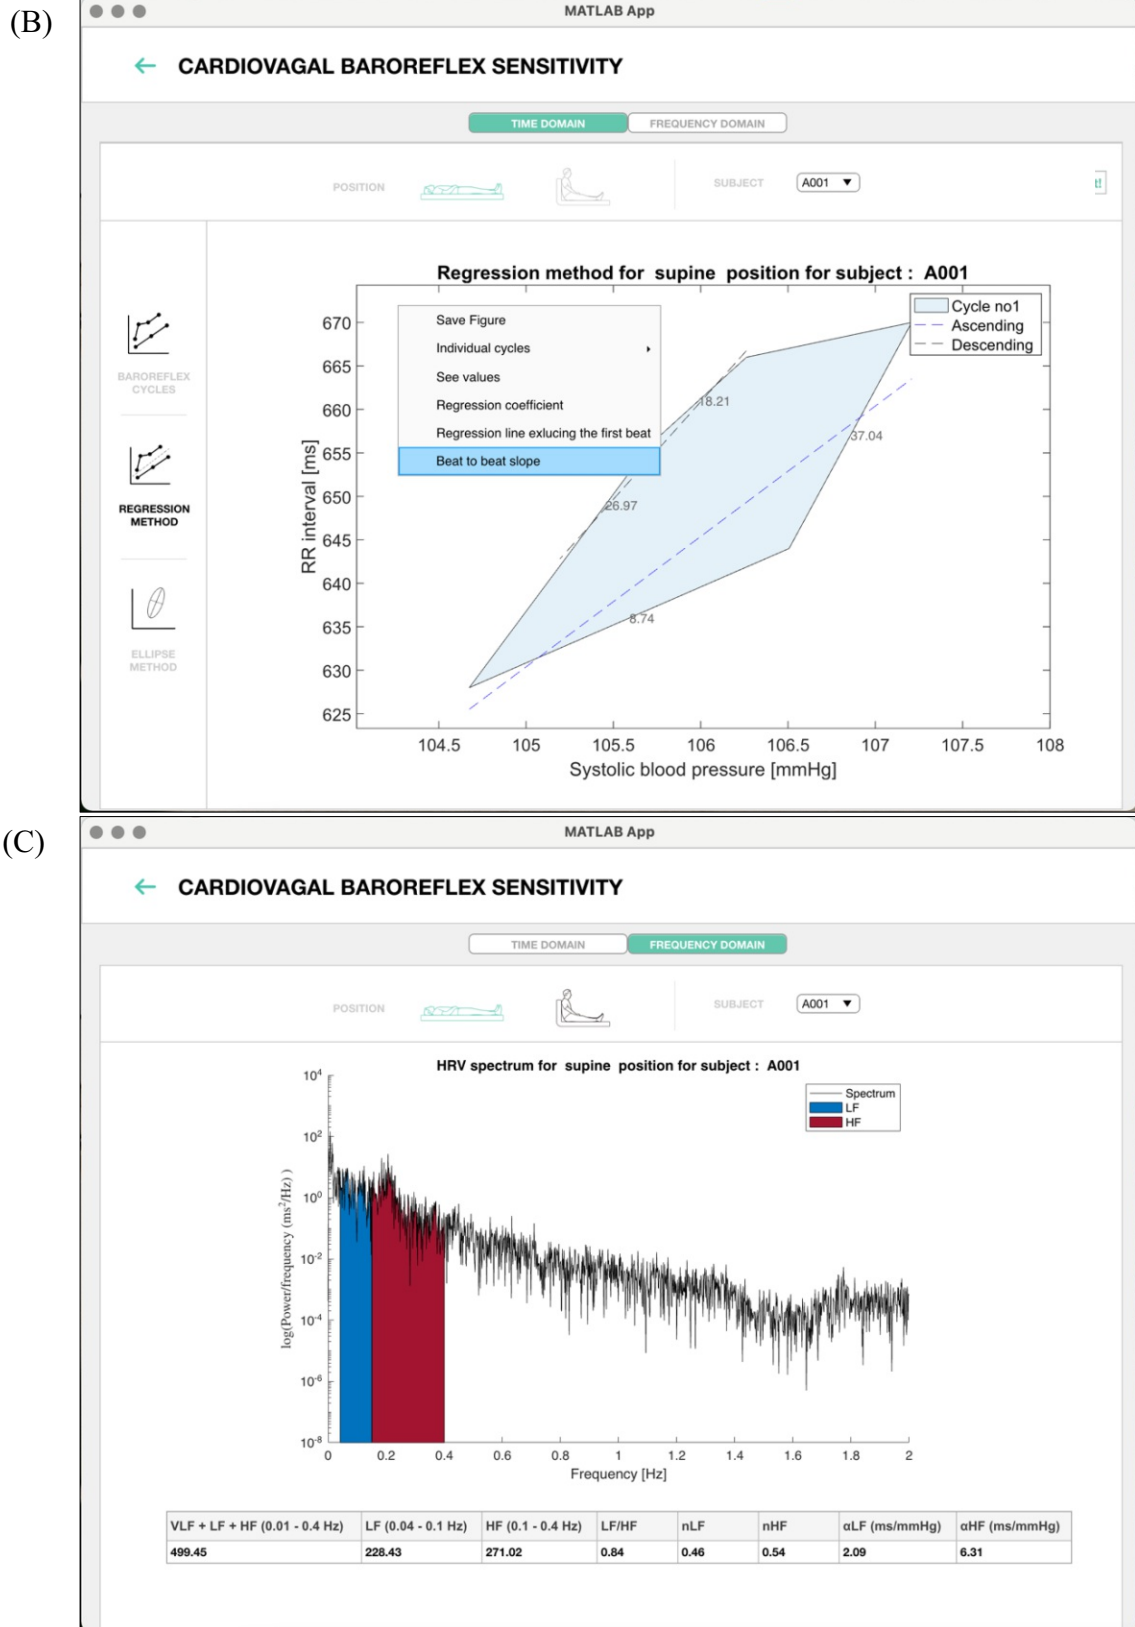 (B)
MATLAB App
← CARDIOVAGAL BAROREFLEX SENSITIVITY
TIME DOMAIN FREQUENCY DOMAIN
POSITION SUBJECT A001 ▼
BAROREFLEX
CYCLES
REGRESSION
METHOD
ELLIPSE
METHOD
Regression method for supine position for subject : A001
Cycle no1
Ascending
Descending
Save Figure
Individual cycles
See values
Regression coefficient
Regression line exlucing the first beat
Beat to beat slope
18.21
37.04
26.97
8.74
RR interval [ms]
670
665
660
655
650
645
640
635
630
625
104.5 105 105.5 106 106.5 107 107.5 108
Systolic blood pressure [mmHg]
(C)
MATLAB App
← CARDIOVAGAL BAROREFLEX SENSITIVITY
TIME DOMAIN FREQUENCY DOMAIN
POSITION SUBJECT A001 ▼
HRV spectrum for supine position for subject : A001
Spectrum
LF
HF
log(Power/frequency (ms²/Hz) )
10⁴
10²
10⁰
10⁻²
10⁻⁴
10⁻⁶
10⁻⁸
0 0.2 0.4 0.6 0.8 1 1.2 1.4 1.6 1.8 2
Frequency [Hz]
VLF + LF + HF (0.01 - 0.4 Hz) LF (0.04 - 0.1 Hz) HF (0.1 - 0.4 Hz) LF/HF nLF nHF αLF (ms/mmHg) αHF (ms/mmHg)
499.45 228.43 271.02 0.84 0.46 0.54 2.09 6.31